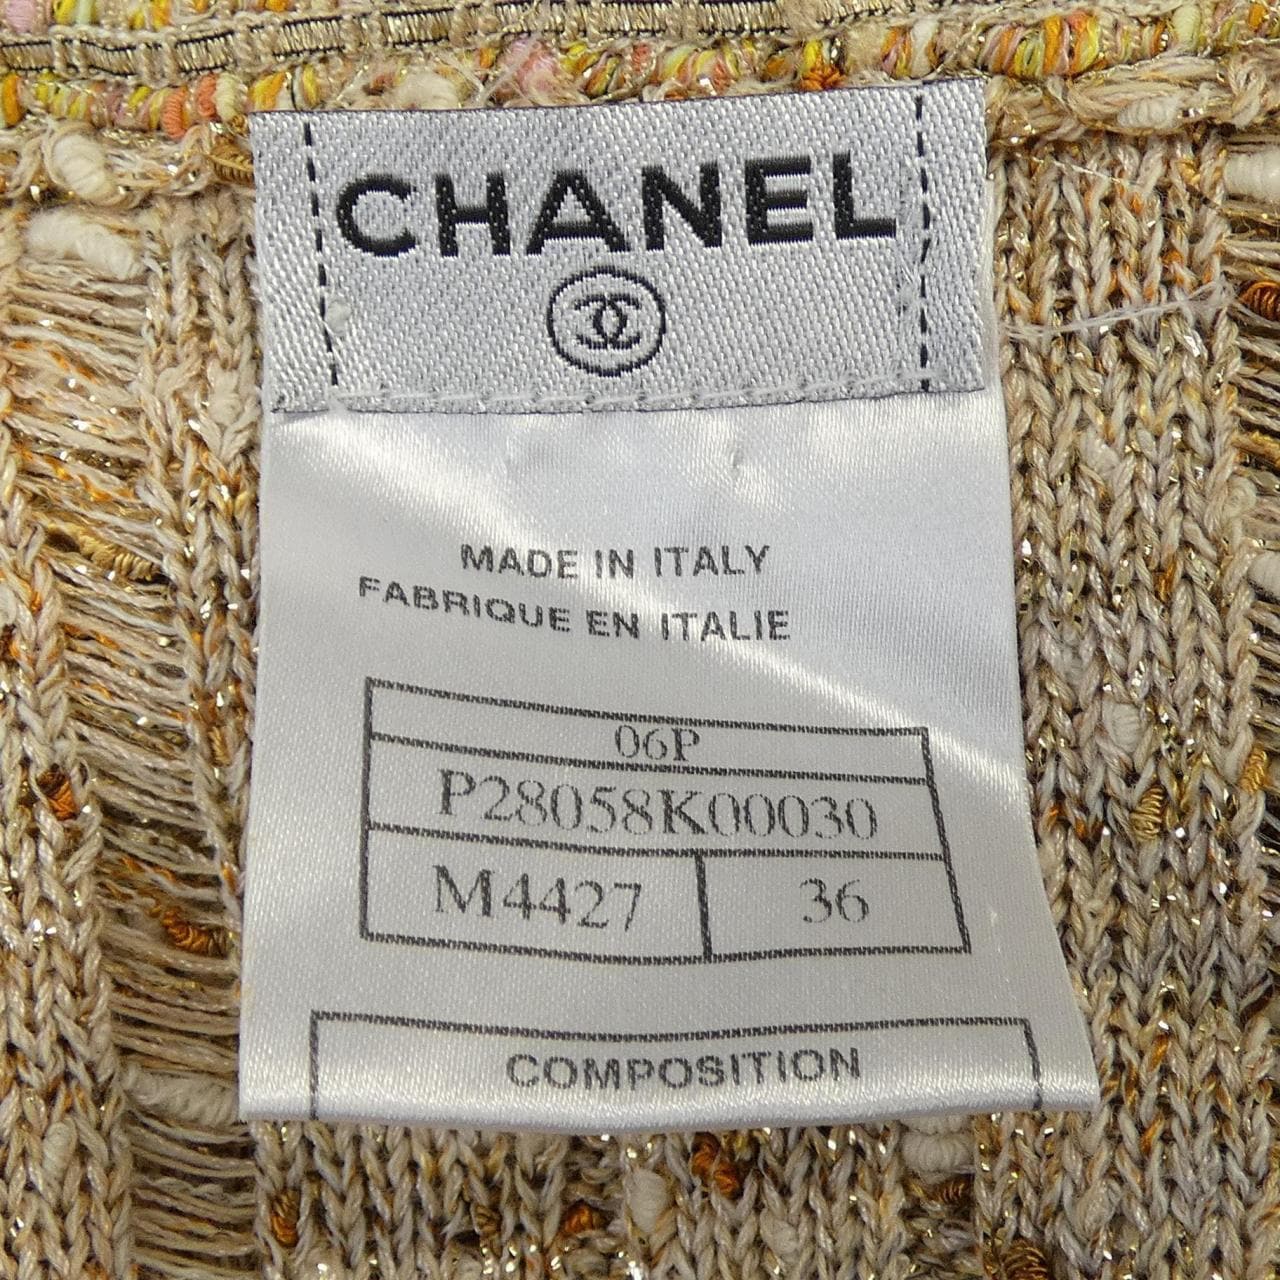 CHANEL
MADE IN ITALY
FABRIQUE EN ITALIE
06P
P28058K00030
M4427 36
COMPOSITION